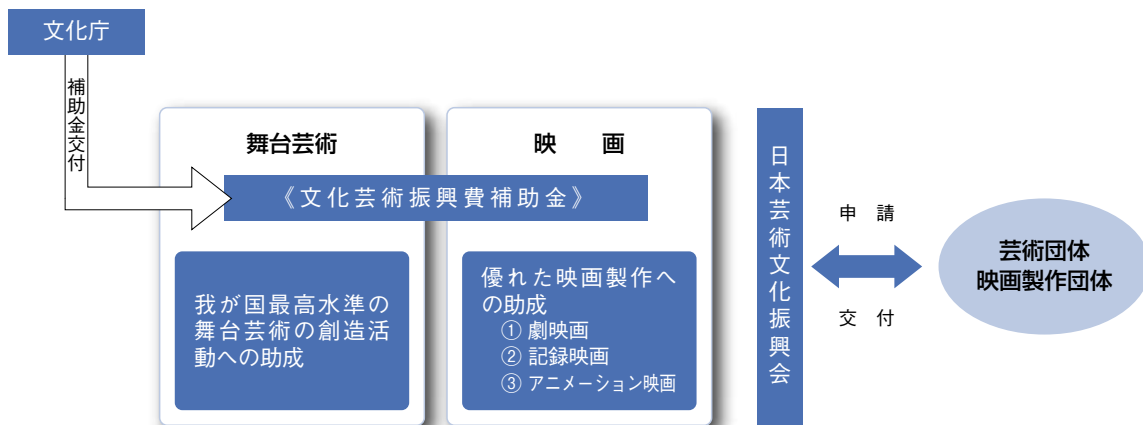 文化庁
補助金交付
舞台芸術
映　画
《文化芸術振興費補助金》
我が国最高水準の
舞台芸術の創造活
動への助成
優れた映画製作へ
の助成
① 劇映画
② 記録映画
③ アニメーション映画
日本芸術文化振興会
申　請
交　付
芸術団体
映画製作団体